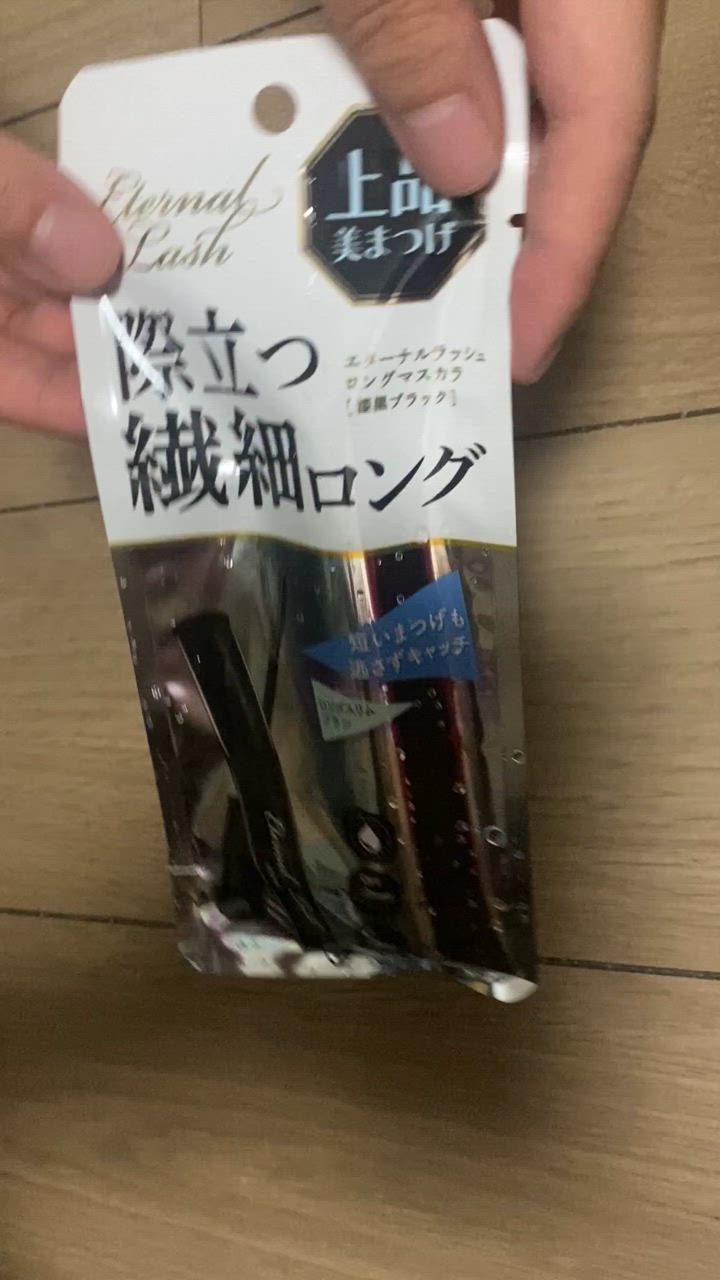 Eternal
Lash
上品
美まつげ
際立つ
繊細ロング
エターナルラッシュ
ロングマスカラ
[漆黒ブラック]
短いまつげも
逃さずキャッチ